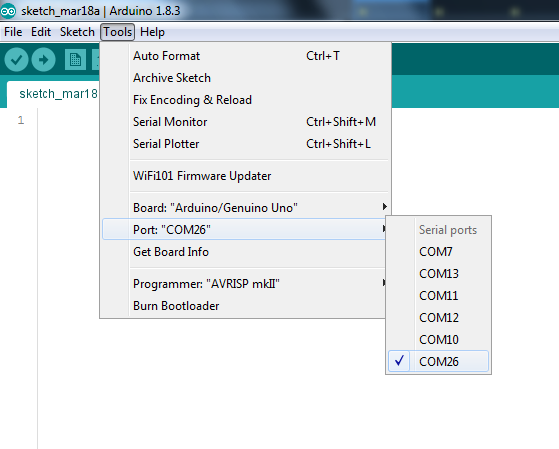 sketch_mar18a | Arduino 1.8.3
File Edit Sketch Tools Help
sketch_mar18
1
Auto Format Ctrl+T
Archive Sketch
Fix Encoding & Reload
Serial Monitor Ctrl+Shift+M
Serial Plotter Ctrl+Shift+L
WiFi101 Firmware Updater
Board: "Arduino/Genuino Uno"
Port: "COM26"
Get Board Info
Programmer: "AVRISP mkII"
Burn Bootloader
Serial ports
COM7
COM13
COM11
COM12
COM10
COM26